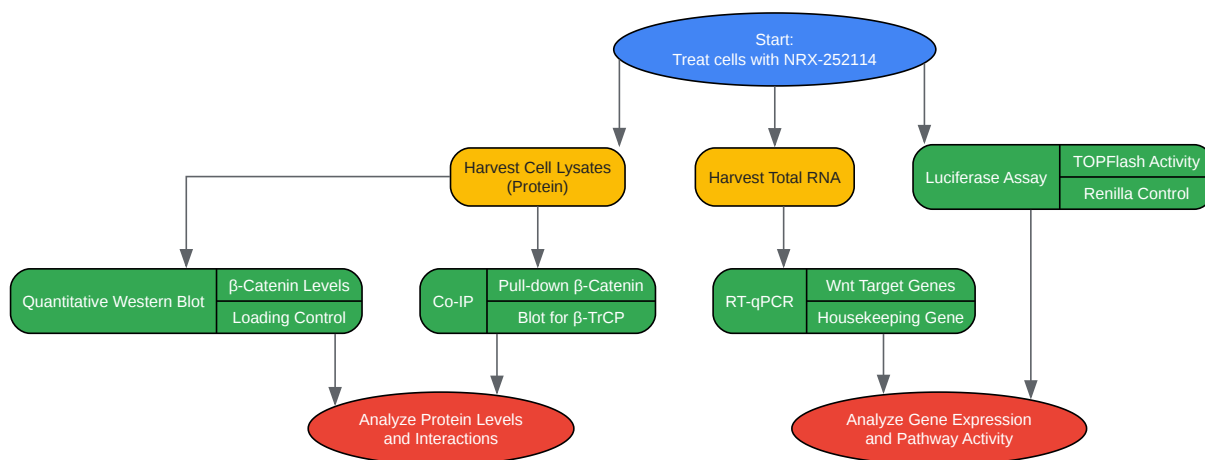 Start:
Treat cells with NRX-252114
Harvest Cell Lysates
(Protein)
Harvest Total RNA
Luciferase Assay
TOPFlash Activity
Renilla Control
Quantitative Western Blot
β-Catenin Levels
Loading Control
Co-IP
Pull-down β-Catenin
Blot for β-TrCP
RT-qPCR
Wnt Target Genes
Housekeeping Gene
Analyze Protein Levels
and Interactions
Analyze Gene Expression
and Pathway Activity